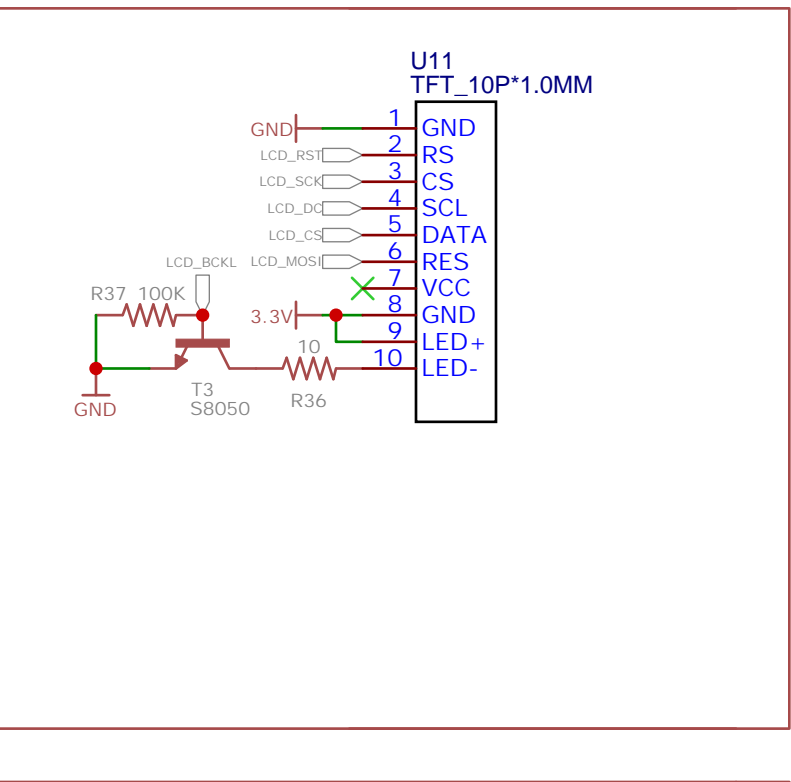 U11
TFT_10P*1.0MM
GND 1 GND
LCD_RST 2 RS
LCD_SCK 3 CS
LCD_DC 4 SCL
LCD_CS 5 DATA
LCD_BCKL LCD_MOSI 6 RES
7 VCC
R37 100K 3.3V 8 GND
9 LED+
10 10 LED-
T3
S8050
R36
GND